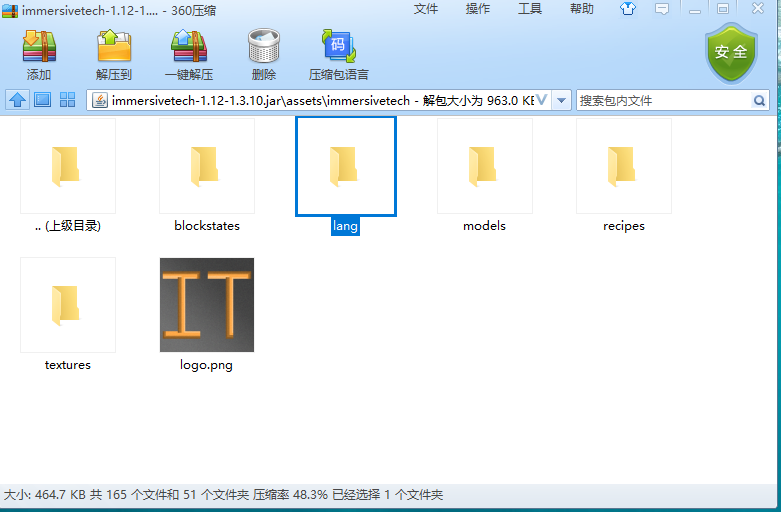 immersivetech-1.12-1.... - 360压缩
文件 操作 工具 帮助
添加 解压到 一键解压 删除 压缩包语言
码
安全
immersivetech-1.12-1.3.10.jar\assets\immersivetech - 解包大小为 963.0 KE
搜索包内文件
.. (上级目录) blockstates lang models recipes
IT
textures logo.png
大小: 464.7 KB 共 165 个文件和 51 个文件夹 压缩率 48.3% 已经选择 1 个文件夹